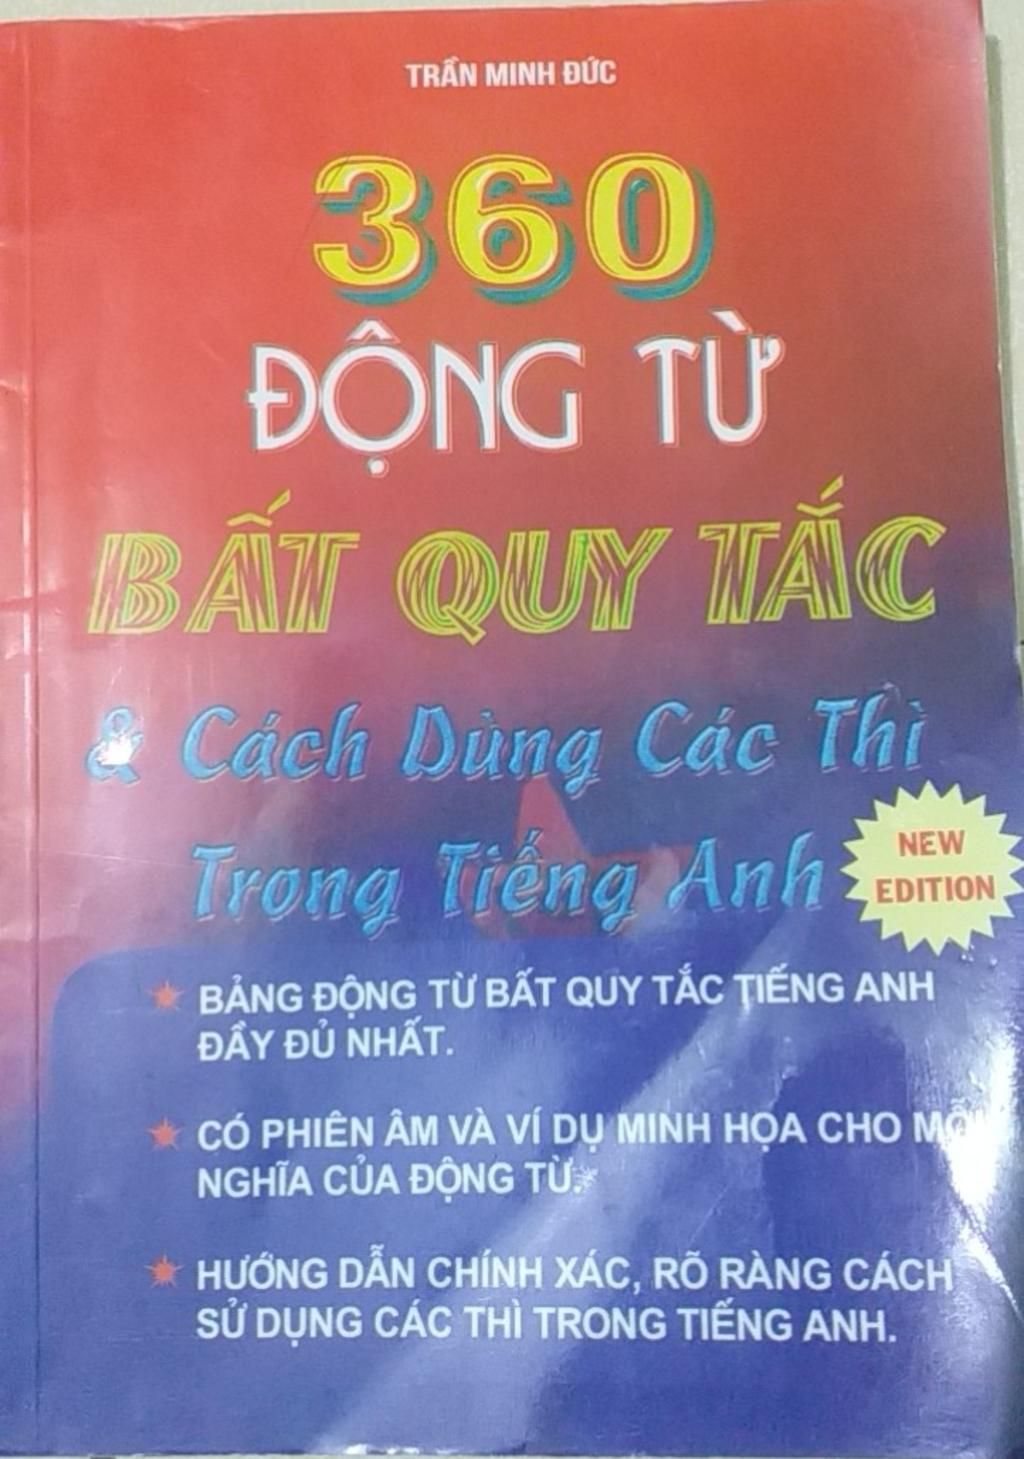 TRẦN MINH ĐỨC
360
ĐỘNG TỪ
BẤT QUY TẮC
& Cách Dùng Các Thì
Trong Tiếng Anh
NEW
EDITION
BẢNG ĐỘNG TỪ BẤT QUY TẮC TIẾNG ANH
ĐẦY ĐỦ NHẤT.
CÓ PHIÊN ÂM VÀ VÍ DỤ MINH HỌA CHO MỖI
NGHĨA CỦA ĐỘNG TỪ.
HƯỚNG DẪN CHÍNH XÁC, RÕ RÀNG CÁCH
SỬ DỤNG CÁC THÌ TRONG TIẾNG ANH.